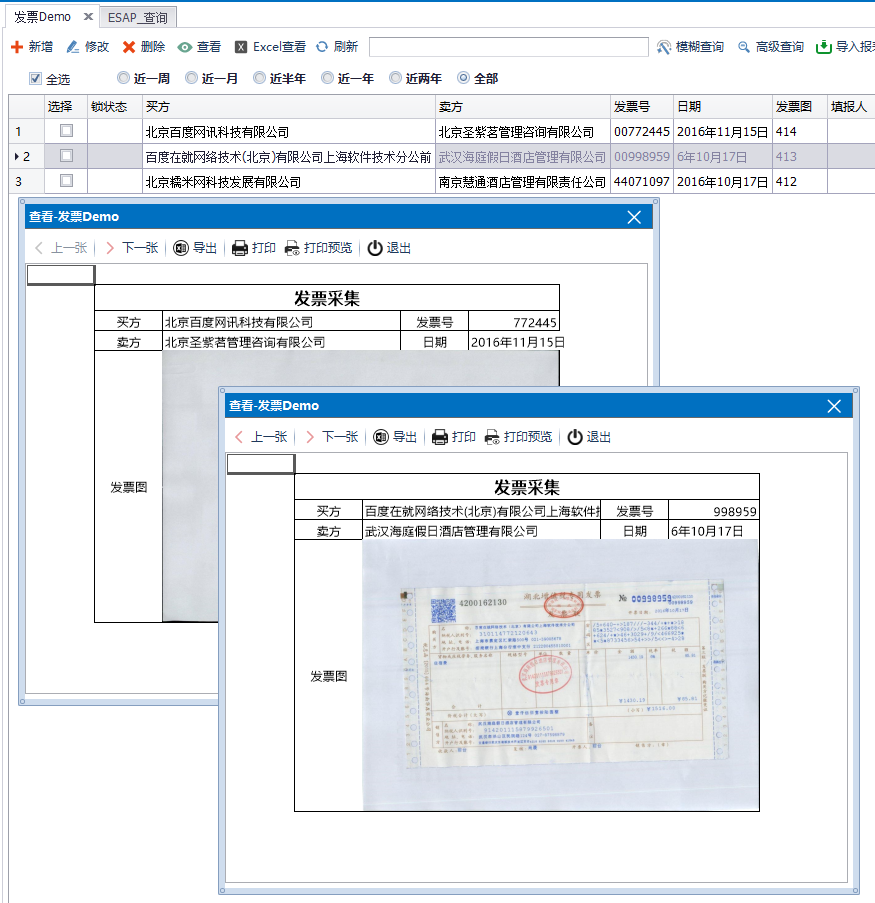 发票Demo × ESAP_查询
新增 修改 删除 查看 Excel查看 刷新 模糊查询 高级查询 导入报
全选 近一周 近一月 近半年 近一年 近两年 全部
选择 锁状态 买方 卖方 发票号 日期 发票图 填报人
1 北京百度网讯科技有限公司 北京圣紫茗管理咨询有限公司 00772445 2016年11月15日 414
2 百度在就网络技术(北京)有限公司上海软件技术分公前 武汉海庭假日酒店管理有限公司 00998959 6年10月17日 413
3 北京糯米网科技发展有限公司 南京慧通酒店管理有限责任公司 44071097 2016年10月17日 412
查看-发票Demo
上一张 下一张 导出 打印 打印预览 退出
发票采集
买方 北京百度网讯科技有限公司 发票号 772445
卖方 北京圣紫茗管理咨询有限公司 日期 2016年11月15日
发票图
查看-发票Demo
上一张 下一张 导出 打印 打印预览 退出
发票采集
买方 百度在就网络技术(北京)有限公司上海软件 发票号 998959
卖方 武汉海庭假日酒店管理有限公司 日期 6年10月17日
发票图
4200162130 湖北增值税专用发票 № 00998959